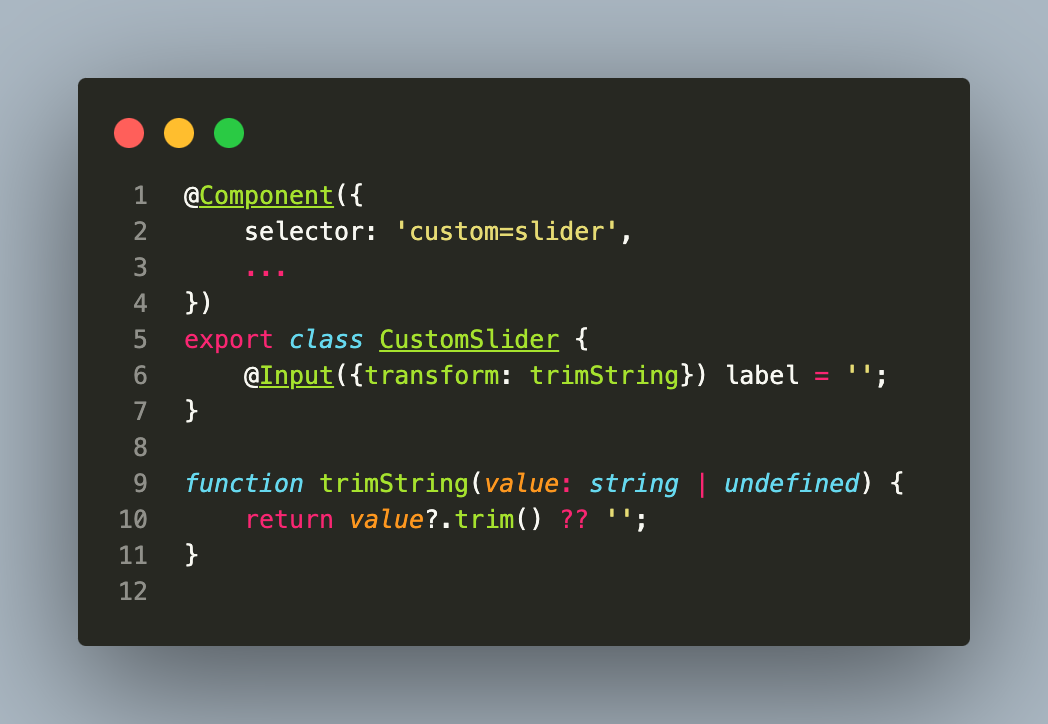 1 @Component({
2     selector: 'custom=slider',
3     ...
4 })
5 export class CustomSlider {
6     @Input({transform: trimString}) label = '';
7 }
8
9 function trimString(value: string | undefined) {
10     return value?.trim() ?? '';
11 }
12